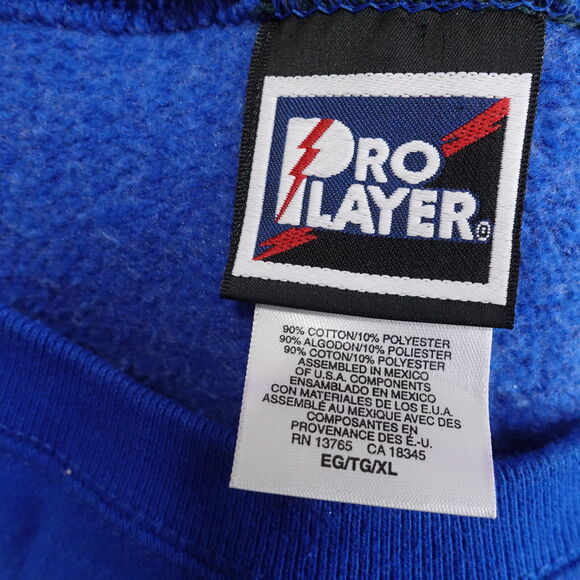 PRO
PLAYER®
90% COTTON/10% POLYESTER
90% ALGODON/10% POLIESTER
90% COTON/10% POLYESTER
ASSEMBLED IN MEXICO
OF U.S.A. COMPONENTS
ENSAMBLADO EN MEXICO
CON MATERIALES DE LOS E.U.A.
ASSEMBLÉ AU MEXIQUE AVEC DES
COMPOSANTES EN
PROVENANCE DES É.-U.
RN 13765 CA 18345
EG/TG/XL